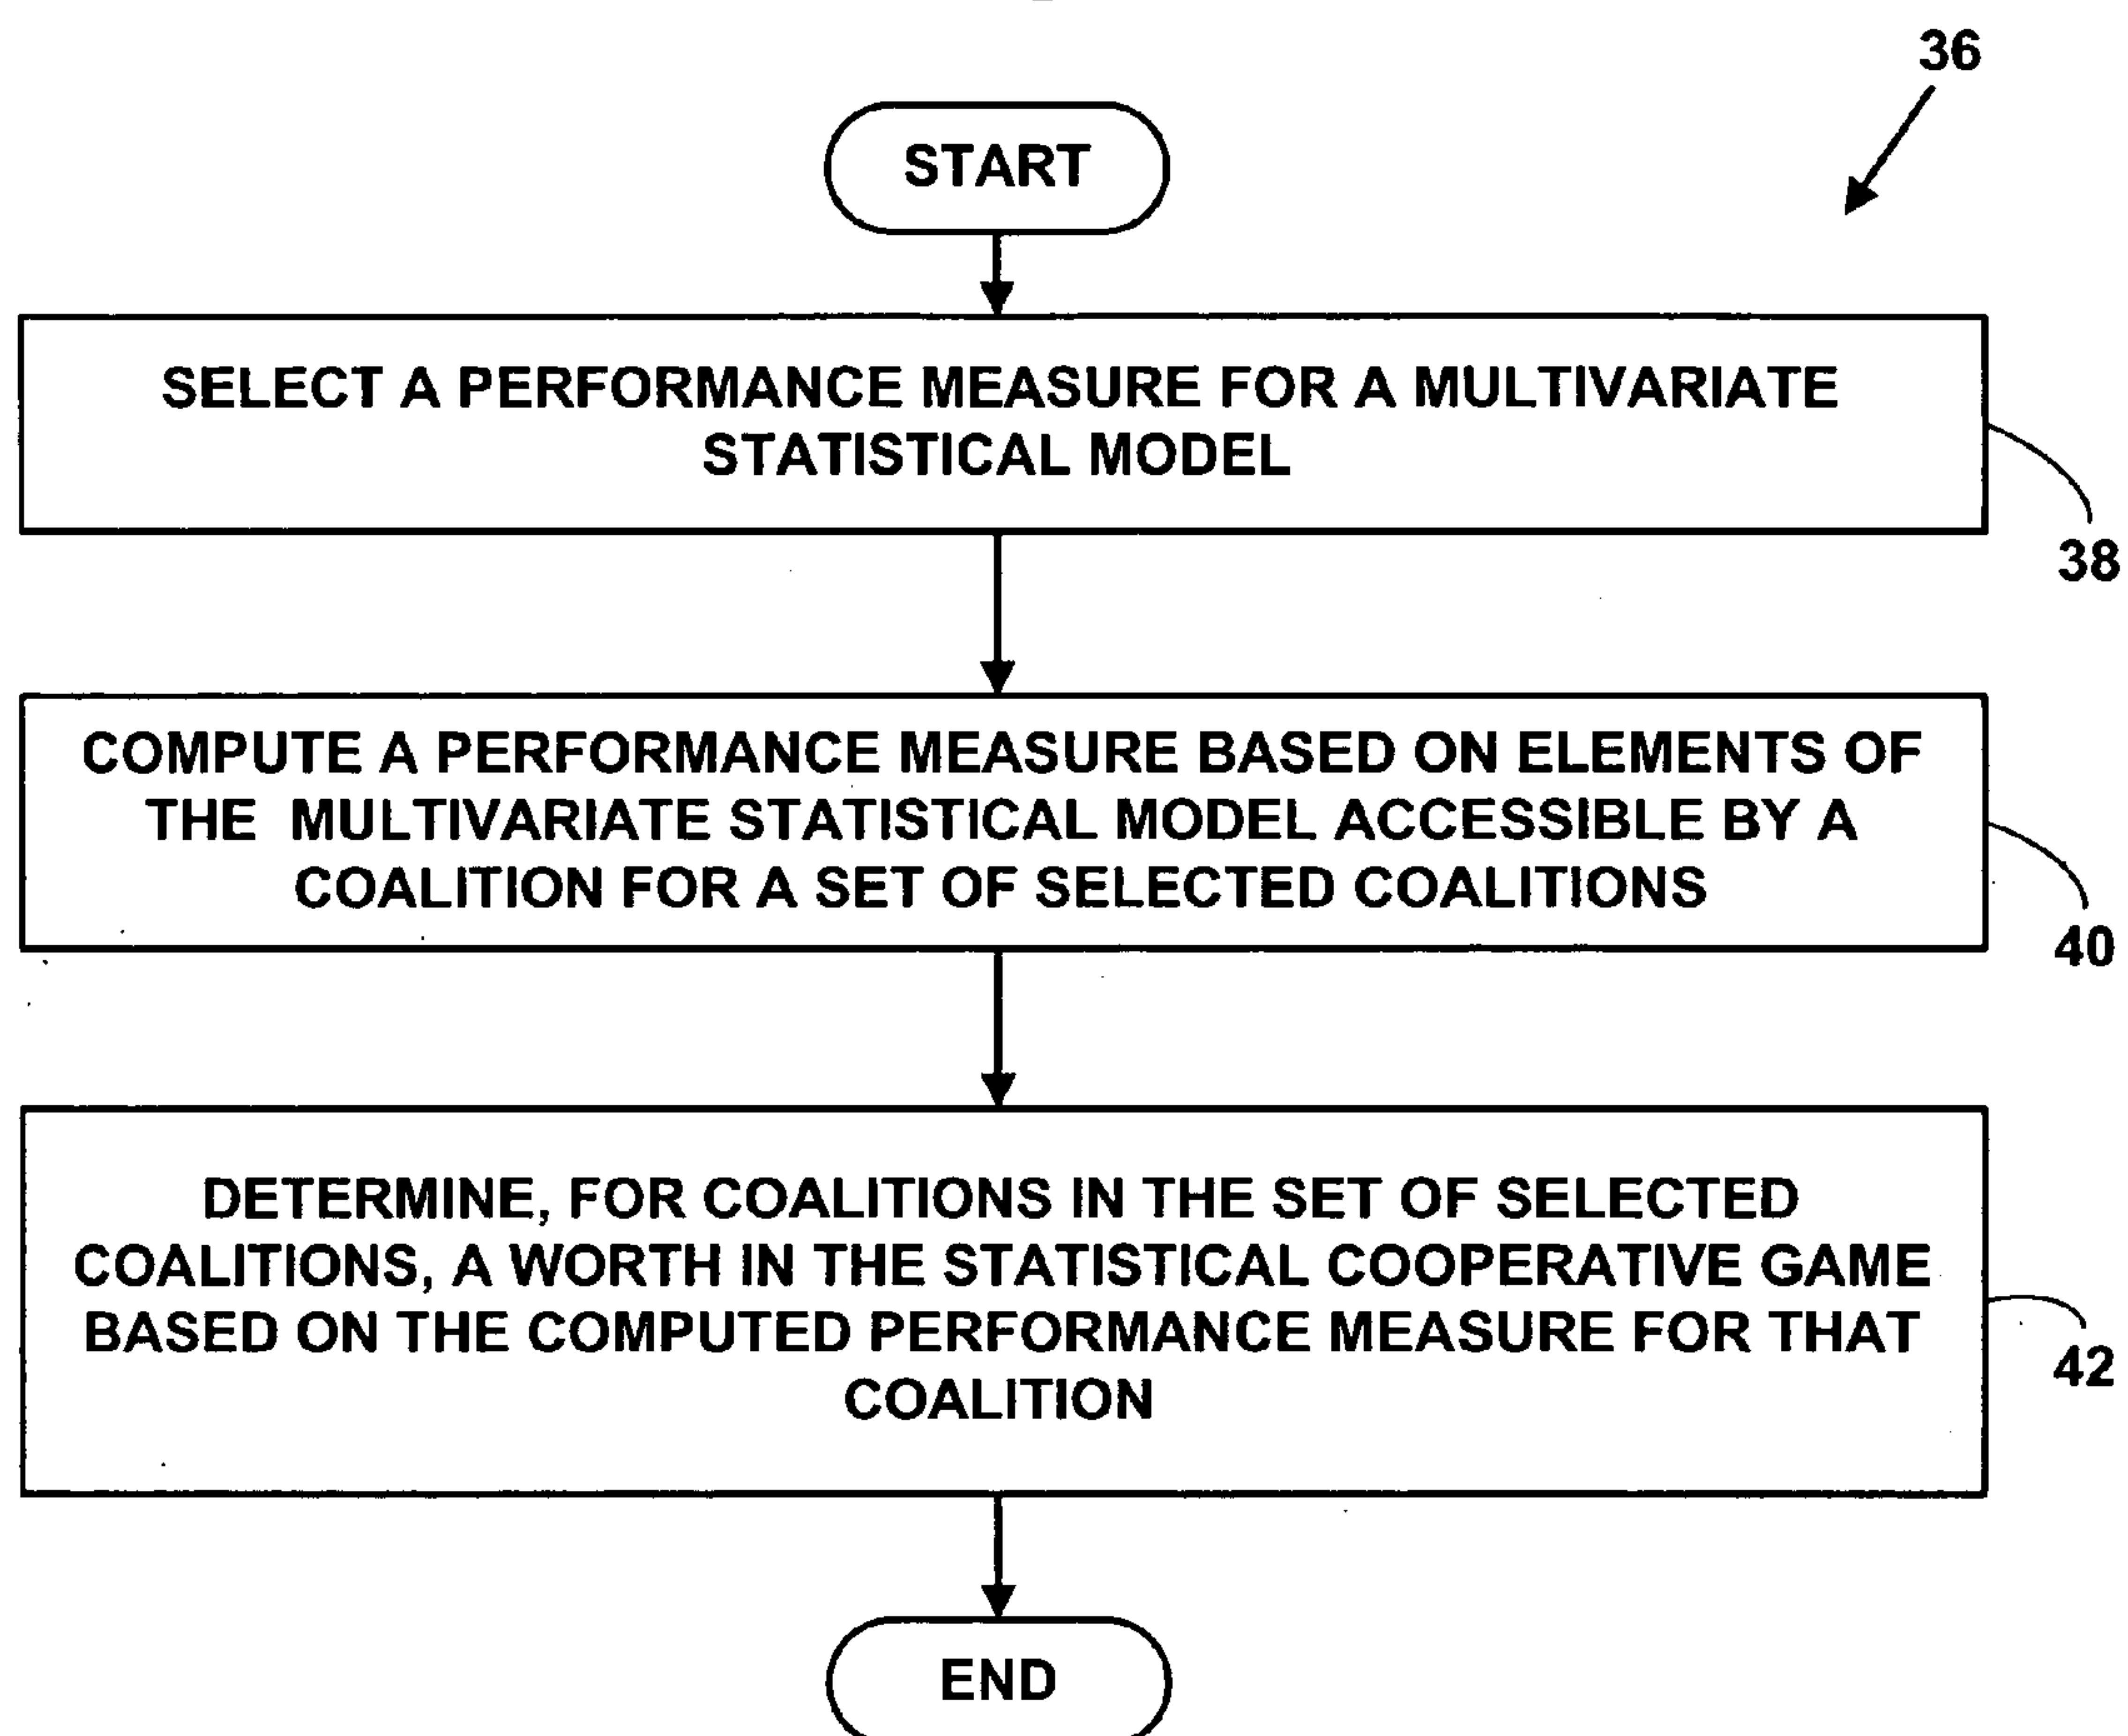 36
START
SELECT A PERFORMANCE MEASURE FOR A MULTIVARIATE
STATISTICAL MODEL
38
COMPUTE A PERFORMANCE MEASURE BASED ON ELEMENTS OF
THE MULTIVARIATE STATISTICAL MODEL ACCESSIBLE BY A
COALITION FOR A SET OF SELECTED COALITIONS
40
DETERMINE, FOR COALITIONS IN THE SET OF SELECTED
COALITIONS, A WORTH IN THE STATISTICAL COOPERATIVE GAME
BASED ON THE COMPUTED PERFORMANCE MEASURE FOR THAT
COALITION
42
END